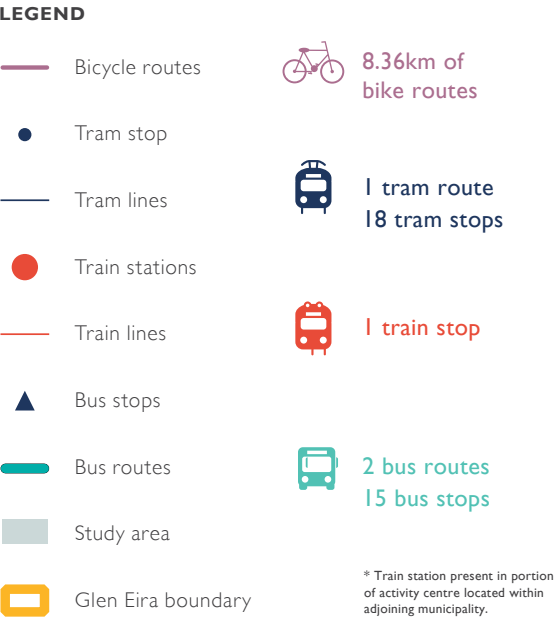 LEGEND
Bicycle routes
Tram stop
Tram lines
Train stations
Train lines
Bus stops
Bus routes
Study area
Glen Eira boundary
8.36km of
bike routes
1 tram route
18 tram stops
1 train stop
2 bus routes
15 bus stops
* Train station present in portion
of activity centre located within
adjoining municipality.